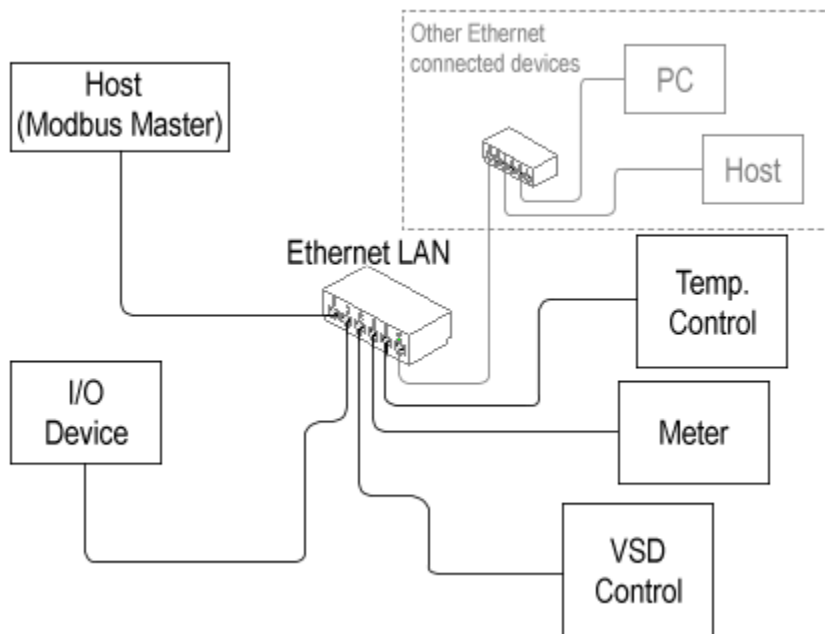 Other Ethernet
connected devices
PC
Host
(Modbus Master)
Host
Ethernet LAN
Temp.
Control
I/O
Device
Meter
VSD
Control